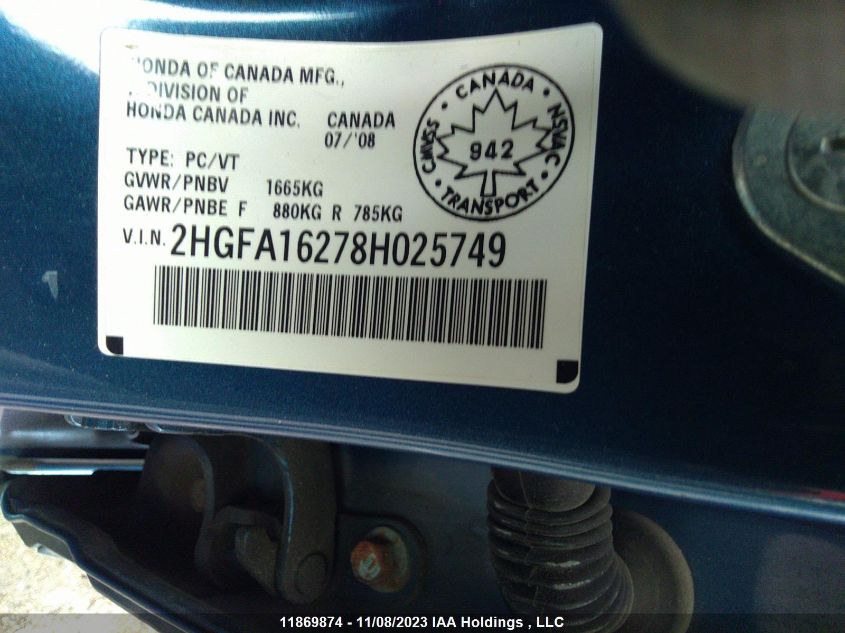 HONDA OF CANADA MFG.,
DIVISION OF
HONDA CANADA INC. CANADA
07/'08
TYPE: PC/VT
GVWR/PNBV 1665KG
GAWR/PNBE F 880KG R 785KG
V.I.N. 2HGFA16278H025749
CANADA
CMVSS
NSVAC
942
TRANSPORT
11869874 - 11/08/2023 IAA Holdings , LLC